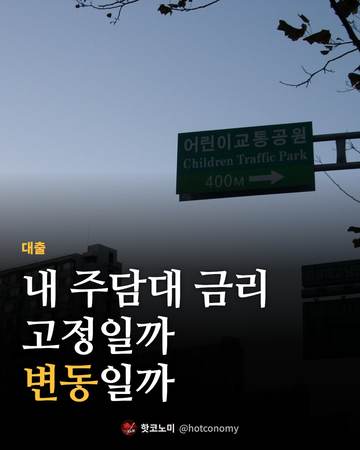 어린이교통공원
Children Traffic Park
400M
대출
내 주담대 금리
고정일까
변동일까
핫코노미 @hotconomy